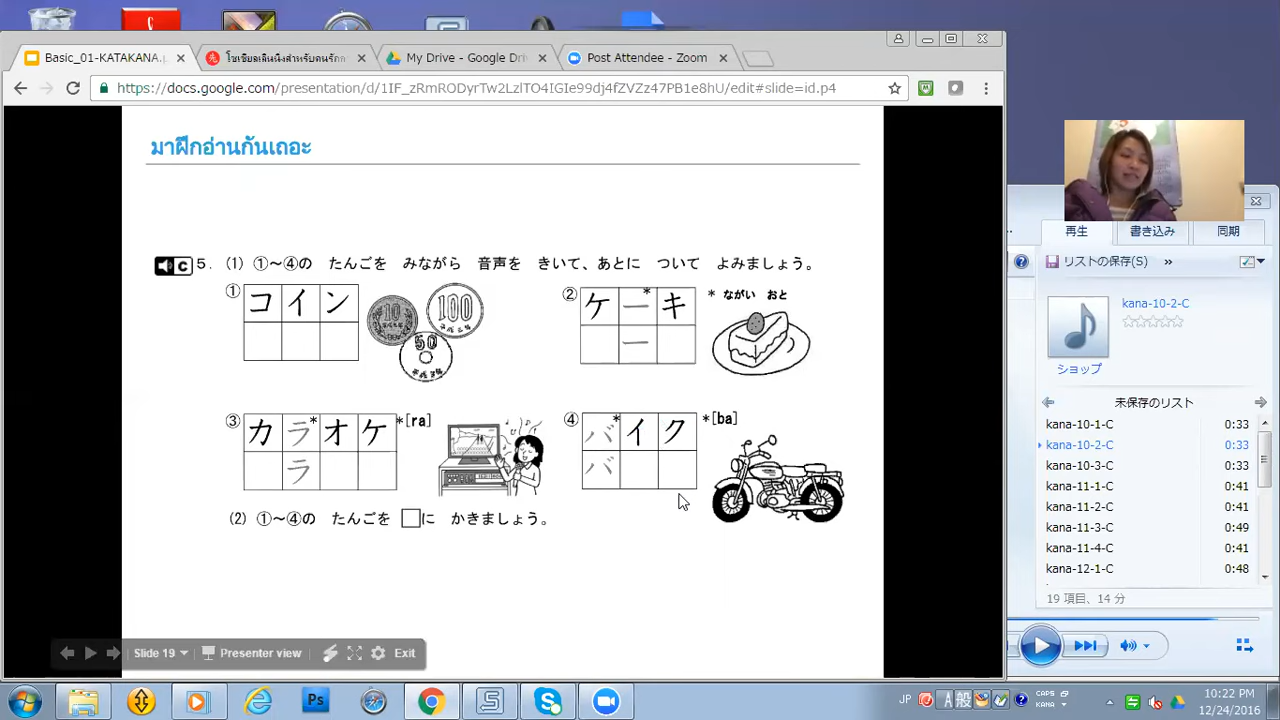 Basic_01-KATAKANA.p
โซเชียลเลินนิ่งสำหรับคนรักก
My Drive - Google Dri
Post Attendee - Zoom
https://docs.google.com/presentation/d/1IF_zRmRODyrTw2LzlTO4IGIe99dj4fZVZz47PB1e8hU/edit#slide=id.p4
มาฝึกอ่านกันเถอะ
C 5. (1) ①~④の たんごを みながら 音声を きいて、あとに ついて よみましょう。
① コイン
10 100 50
② ケーキ * ながい おと
ー
③ カラオケ *[ra]
ラ
④ バイク *[ba]
バ
(2) ①~④の たんごを □に かきましょう。
Slide 19
Presenter view
Exit
再生 書き込み 同期
リストの保存(S) »
kana-10-2-C
ショップ
未保存のリスト
kana-10-1-C 0:33
kana-10-2-C 0:33
kana-10-3-C 0:33
kana-11-1-C 0:41
kana-11-2-C 0:41
kana-11-3-C 0:49
kana-11-4-C 0:41
kana-12-1-C 0:48
19 項目、14 分
Ps
JP A 般 CAPS
KANA
10:22 PM
12/24/2016